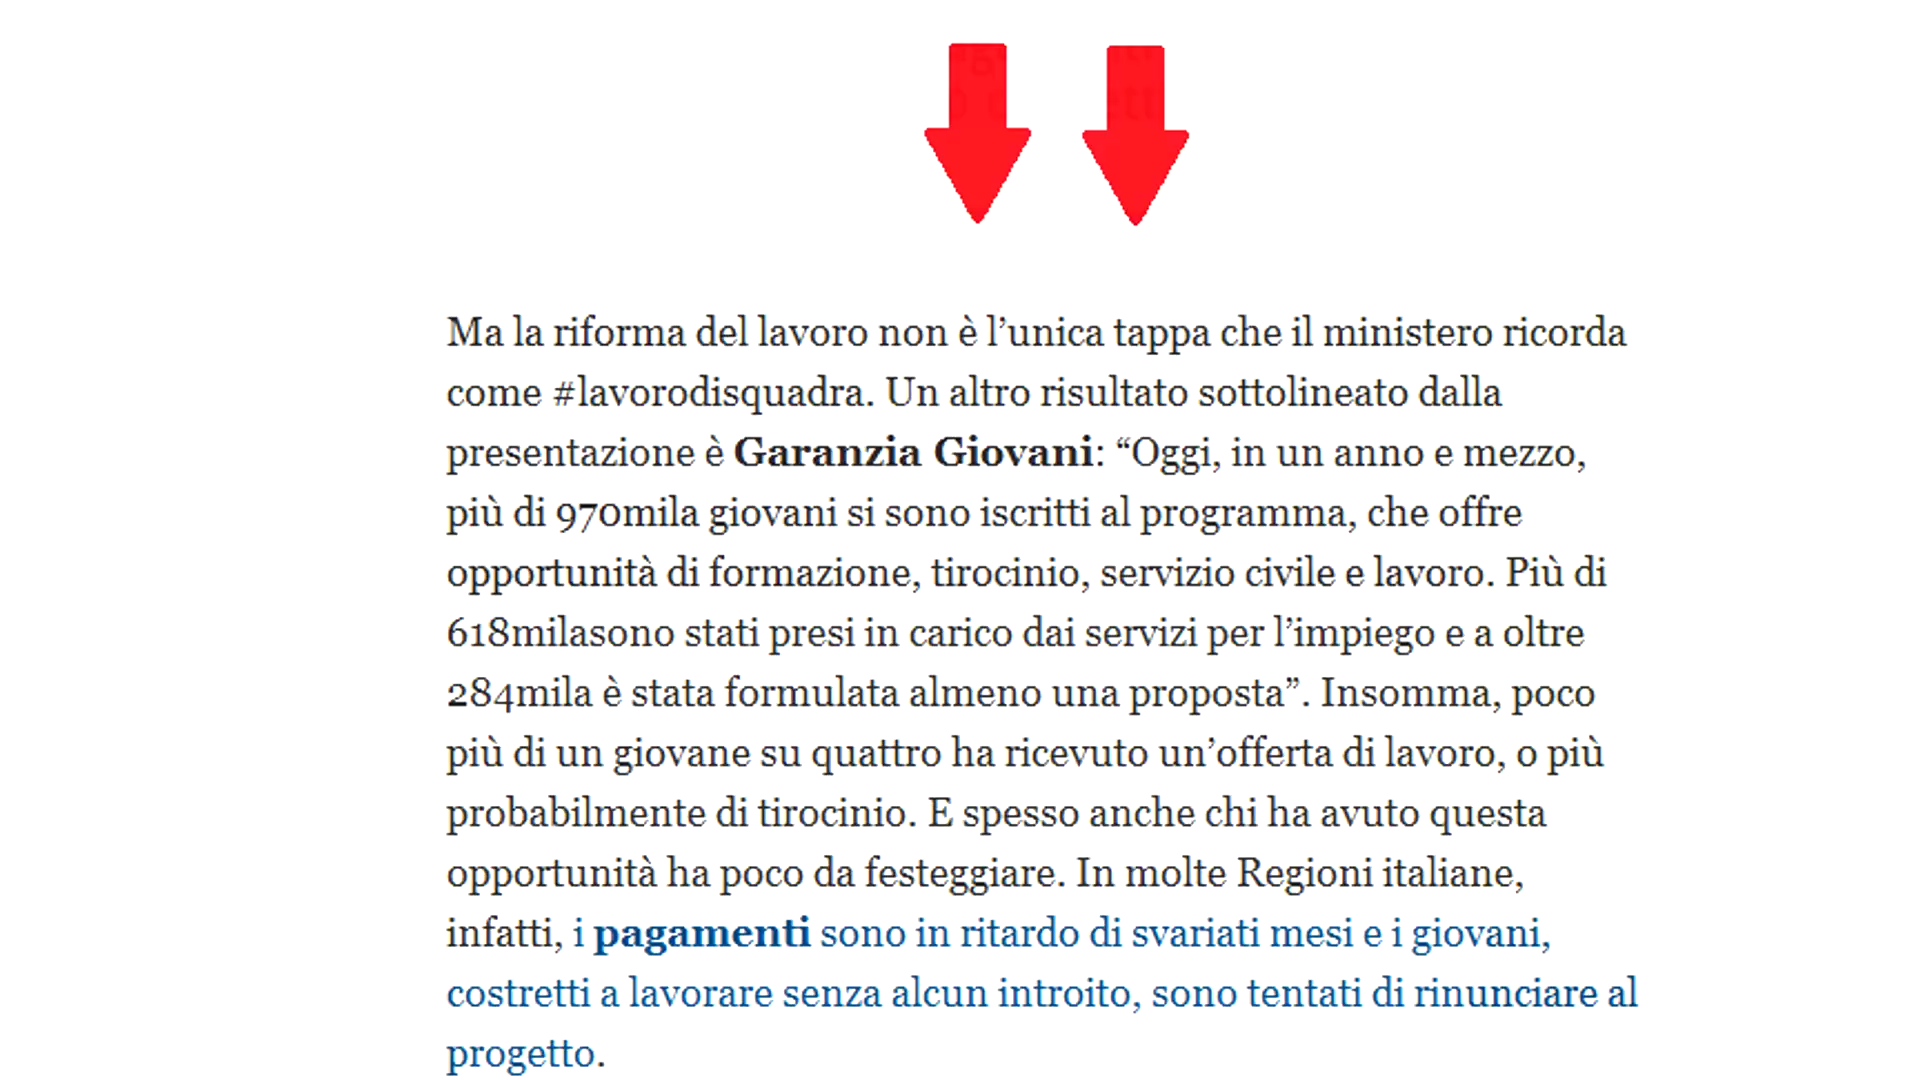 Ma la riforma del lavoro non è l’unica tappa che il ministero ricorda
come #lavorodisquadra. Un altro risultato sottolineato dalla
presentazione è Garanzia Giovani: “Oggi, in un anno e mezzo,
più di 970mila giovani si sono iscritti al programma, che offre
opportunità di formazione, tirocinio, servizio civile e lavoro. Più di
618milasono stati presi in carico dai servizi per l’impiego e a oltre
284mila è stata formulata almeno una proposta”. Insomma, poco
più di un giovane su quattro ha ricevuto un’offerta di lavoro, o più
probabilmente di tirocinio. E spesso anche chi ha avuto questa
opportunità ha poco da festeggiare. In molte Regioni italiane,
infatti, i pagamenti sono in ritardo di svariati mesi e i giovani,
costretti a lavorare senza alcun introito, sono tentati di rinunciare al
progetto.